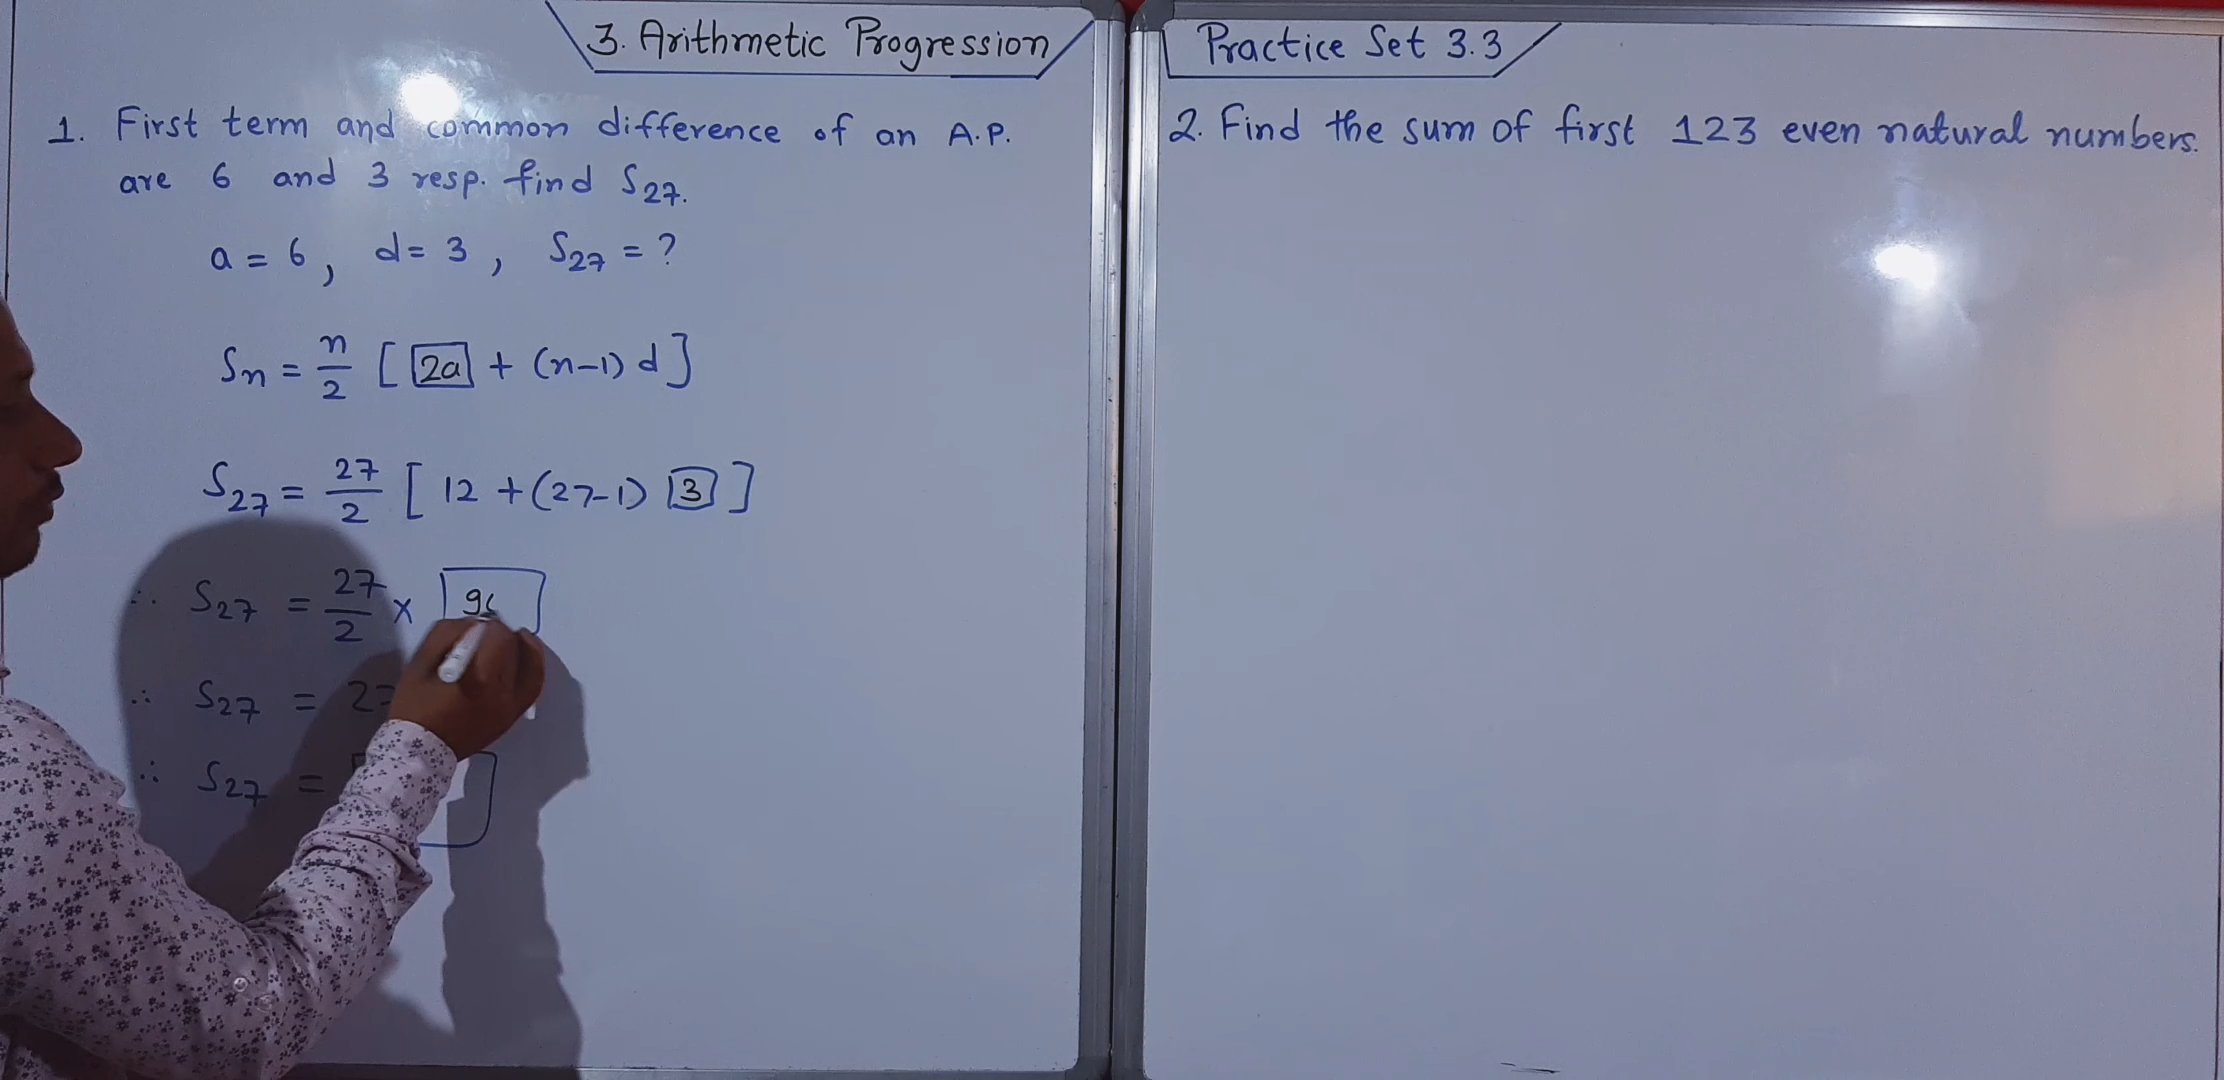 3. Arithmetic Progression
1. First term and common difference of an A.P.
are 6 and 3 resp. find S₂₇.
a = 6, d = 3, S₂₇ = ?
Sn = n/2 [ 2a + (n-1) d ]
S₂₇ = 27/2 [ 12 + (27-1) 3 ]
∴ S₂₇ = 27/2 ×
∴ S₂₇ = 27
∴ S₂₇ =
Practice Set 3.3
2. Find the sum of first 123 even natural numbers.